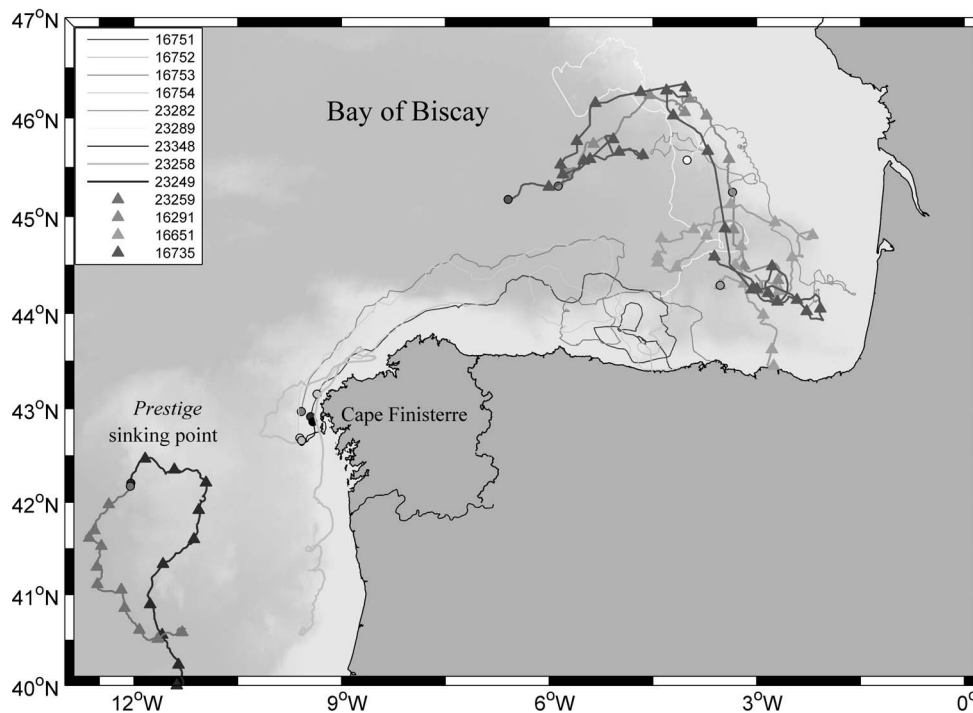 47°N
46°N
45°N
44°N
43°N
42°N
41°N
40°N
16751
16752
16753
16754
23282
23289
23348
23258
23249
23259
16291
16651
16735
Bay of Biscay
Cape Finisterre
Prestige
sinking point
12°W
9°W
6°W
3°W
0°